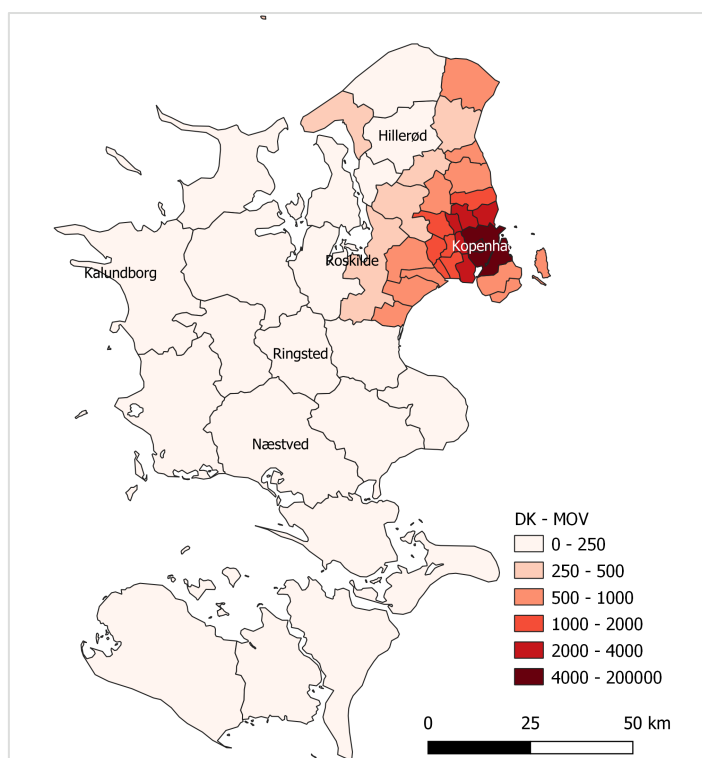 Hillerød
Kopenha
Roskilde
Kalundborg
Ringsted
Næstved
DK - MOV
0 - 250
250 - 500
500 - 1000
1000 - 2000
2000 - 4000
4000 - 200000
0 25 50 km